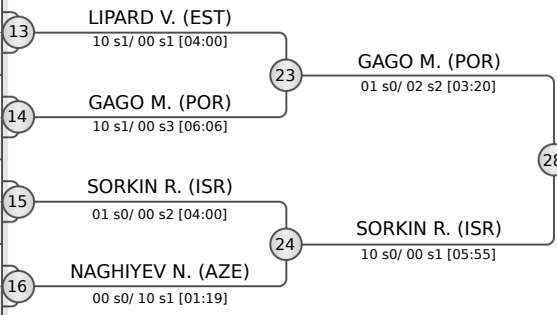 13
LIPARD V. (EST)
10 s1/ 00 s1 [04:00]
23
GAGO M. (POR)
01 s0/ 02 s2 [03:20]
14
GAGO M. (POR)
10 s1/ 00 s3 [06:06]
28
15
SORKIN R. (ISR)
01 s0/ 00 s2 [04:00]
24
SORKIN R. (ISR)
10 s0/ 00 s1 [05:55]
16
NAGHIYEV N. (AZE)
00 s0/ 10 s1 [01:19]